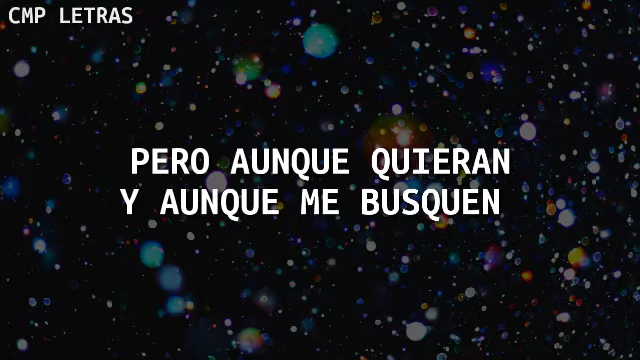 CMP LETRAS
PERO AUNQUE QUIERAN
Y AUNQUE ME BUSQUEN